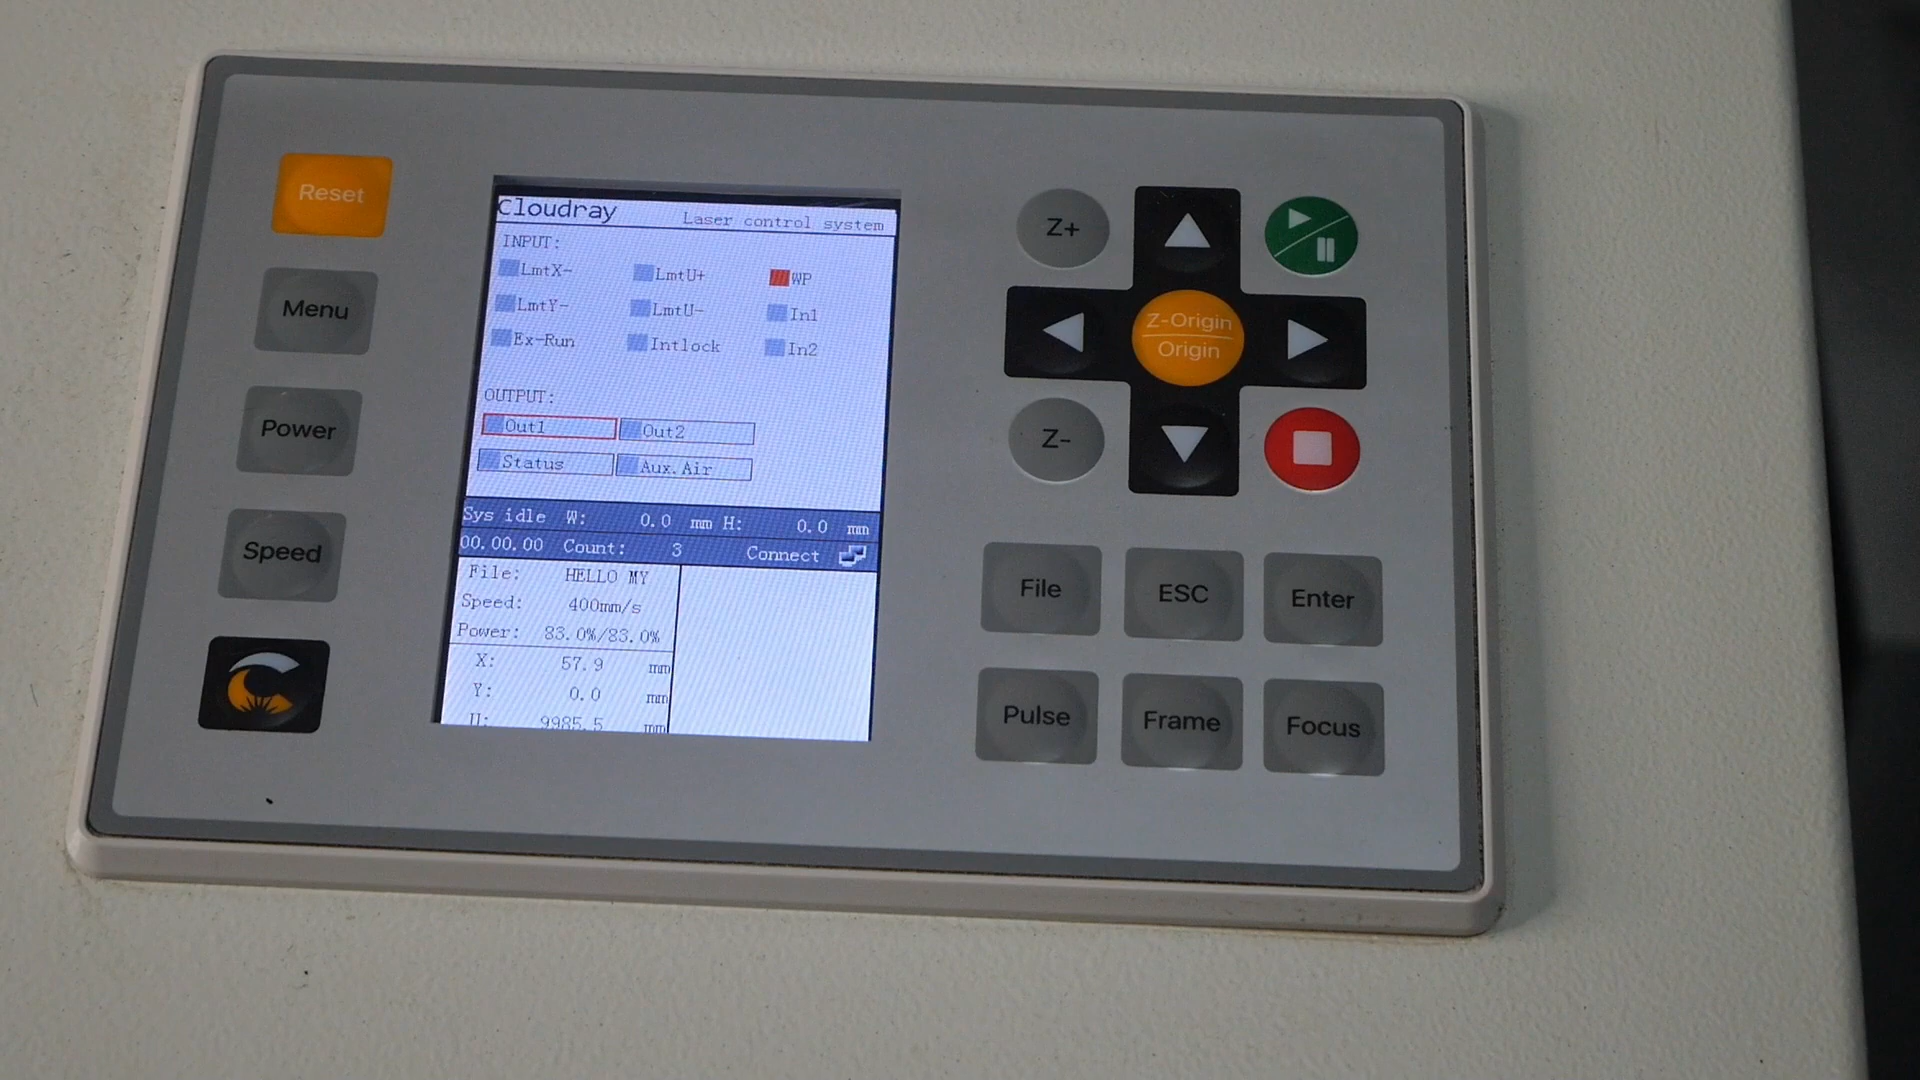 Reset
Menu
Power
Speed
Cloudray Laser control system
INPUT:
LmtX- LmtU+ WP
LmtY- LmtU- In1
Ex-Run Intlock In2
OUTPUT:
Out1 Out2
Status Aux.Air
Sys idle W: 0.0 mm H: 0.0 mm
00.00.00 Count: 3 Connect
File: HELLO MY
Speed: 400mm/s
Power: 83.0%/83.0%
X: 57.9 mm
Y: 0.0 mm
U: 9985.5 mm
Z+
Z-Origin
Origin
Z-
File ESC Enter
Pulse Frame Focus